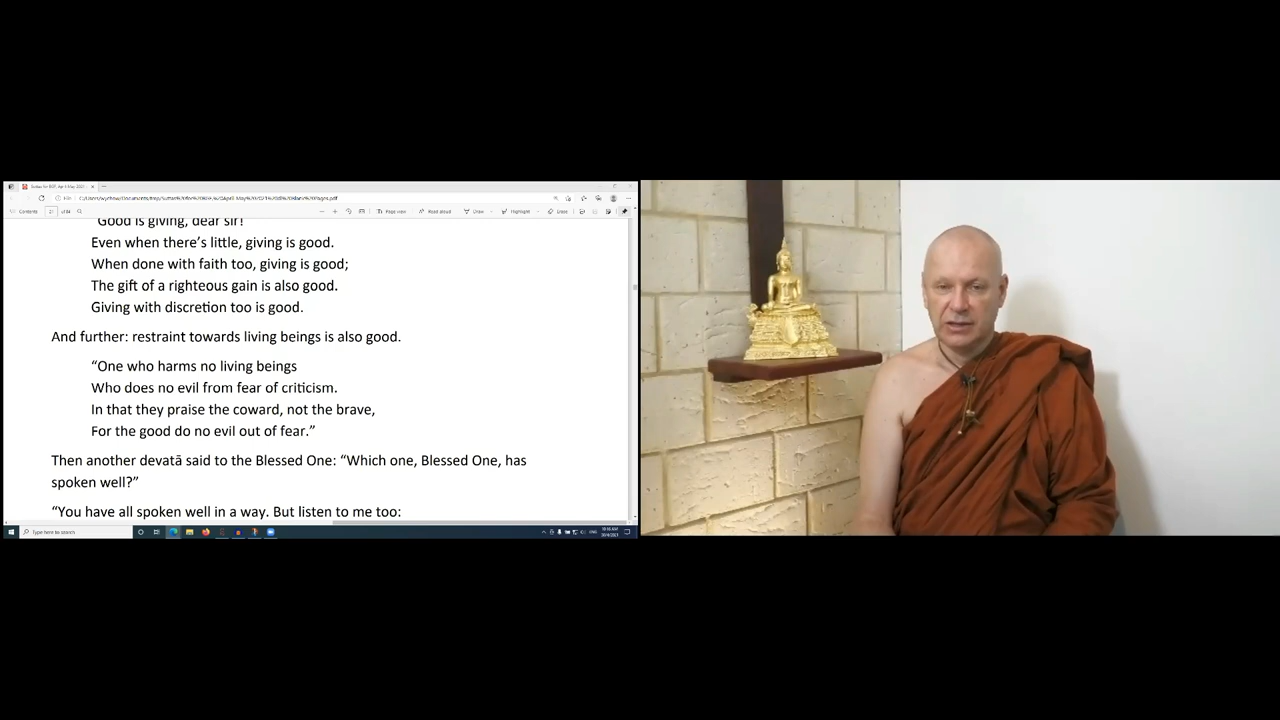 "Good is giving, dear sir!
Even when there's little, giving is good.
When done with faith too, giving is good;
The gift of a righteous gain is also good.
Giving with discretion too is good.
And further: restraint towards living beings is also good.
"One who harms no living beings
Who does no evil from fear of criticism.
In that they praise the coward, not the brave,
For the good do no evil out of fear."
Then another devatā said to the Blessed One: "Which one, Blessed One, has
spoken well?"
"You have all spoken well in a way. But listen to me too:
Type here to search